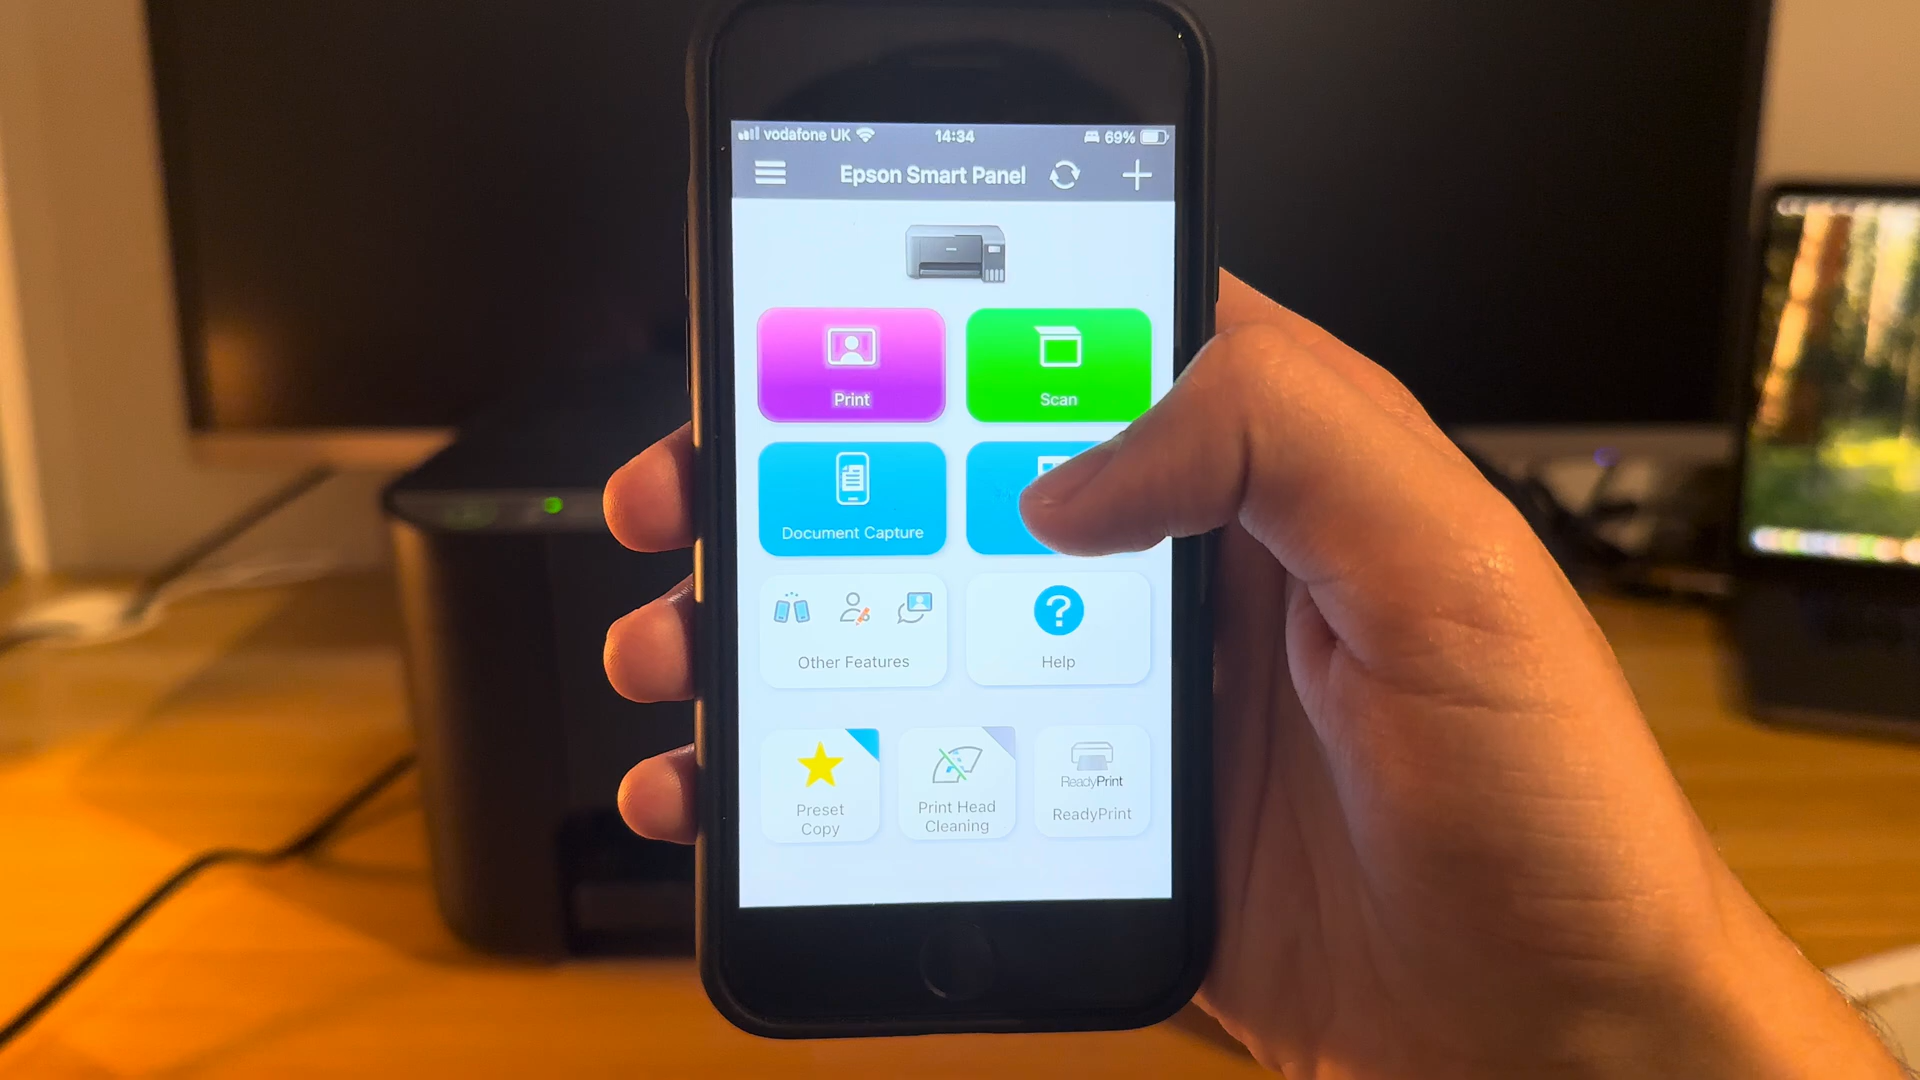 vodafone UK 14:34 69%
Epson Smart Panel
Print
Scan
Document Capture
Other Features
Help
Preset
Copy
Print Head
Cleaning
ReadyPrint
ReadyPrint